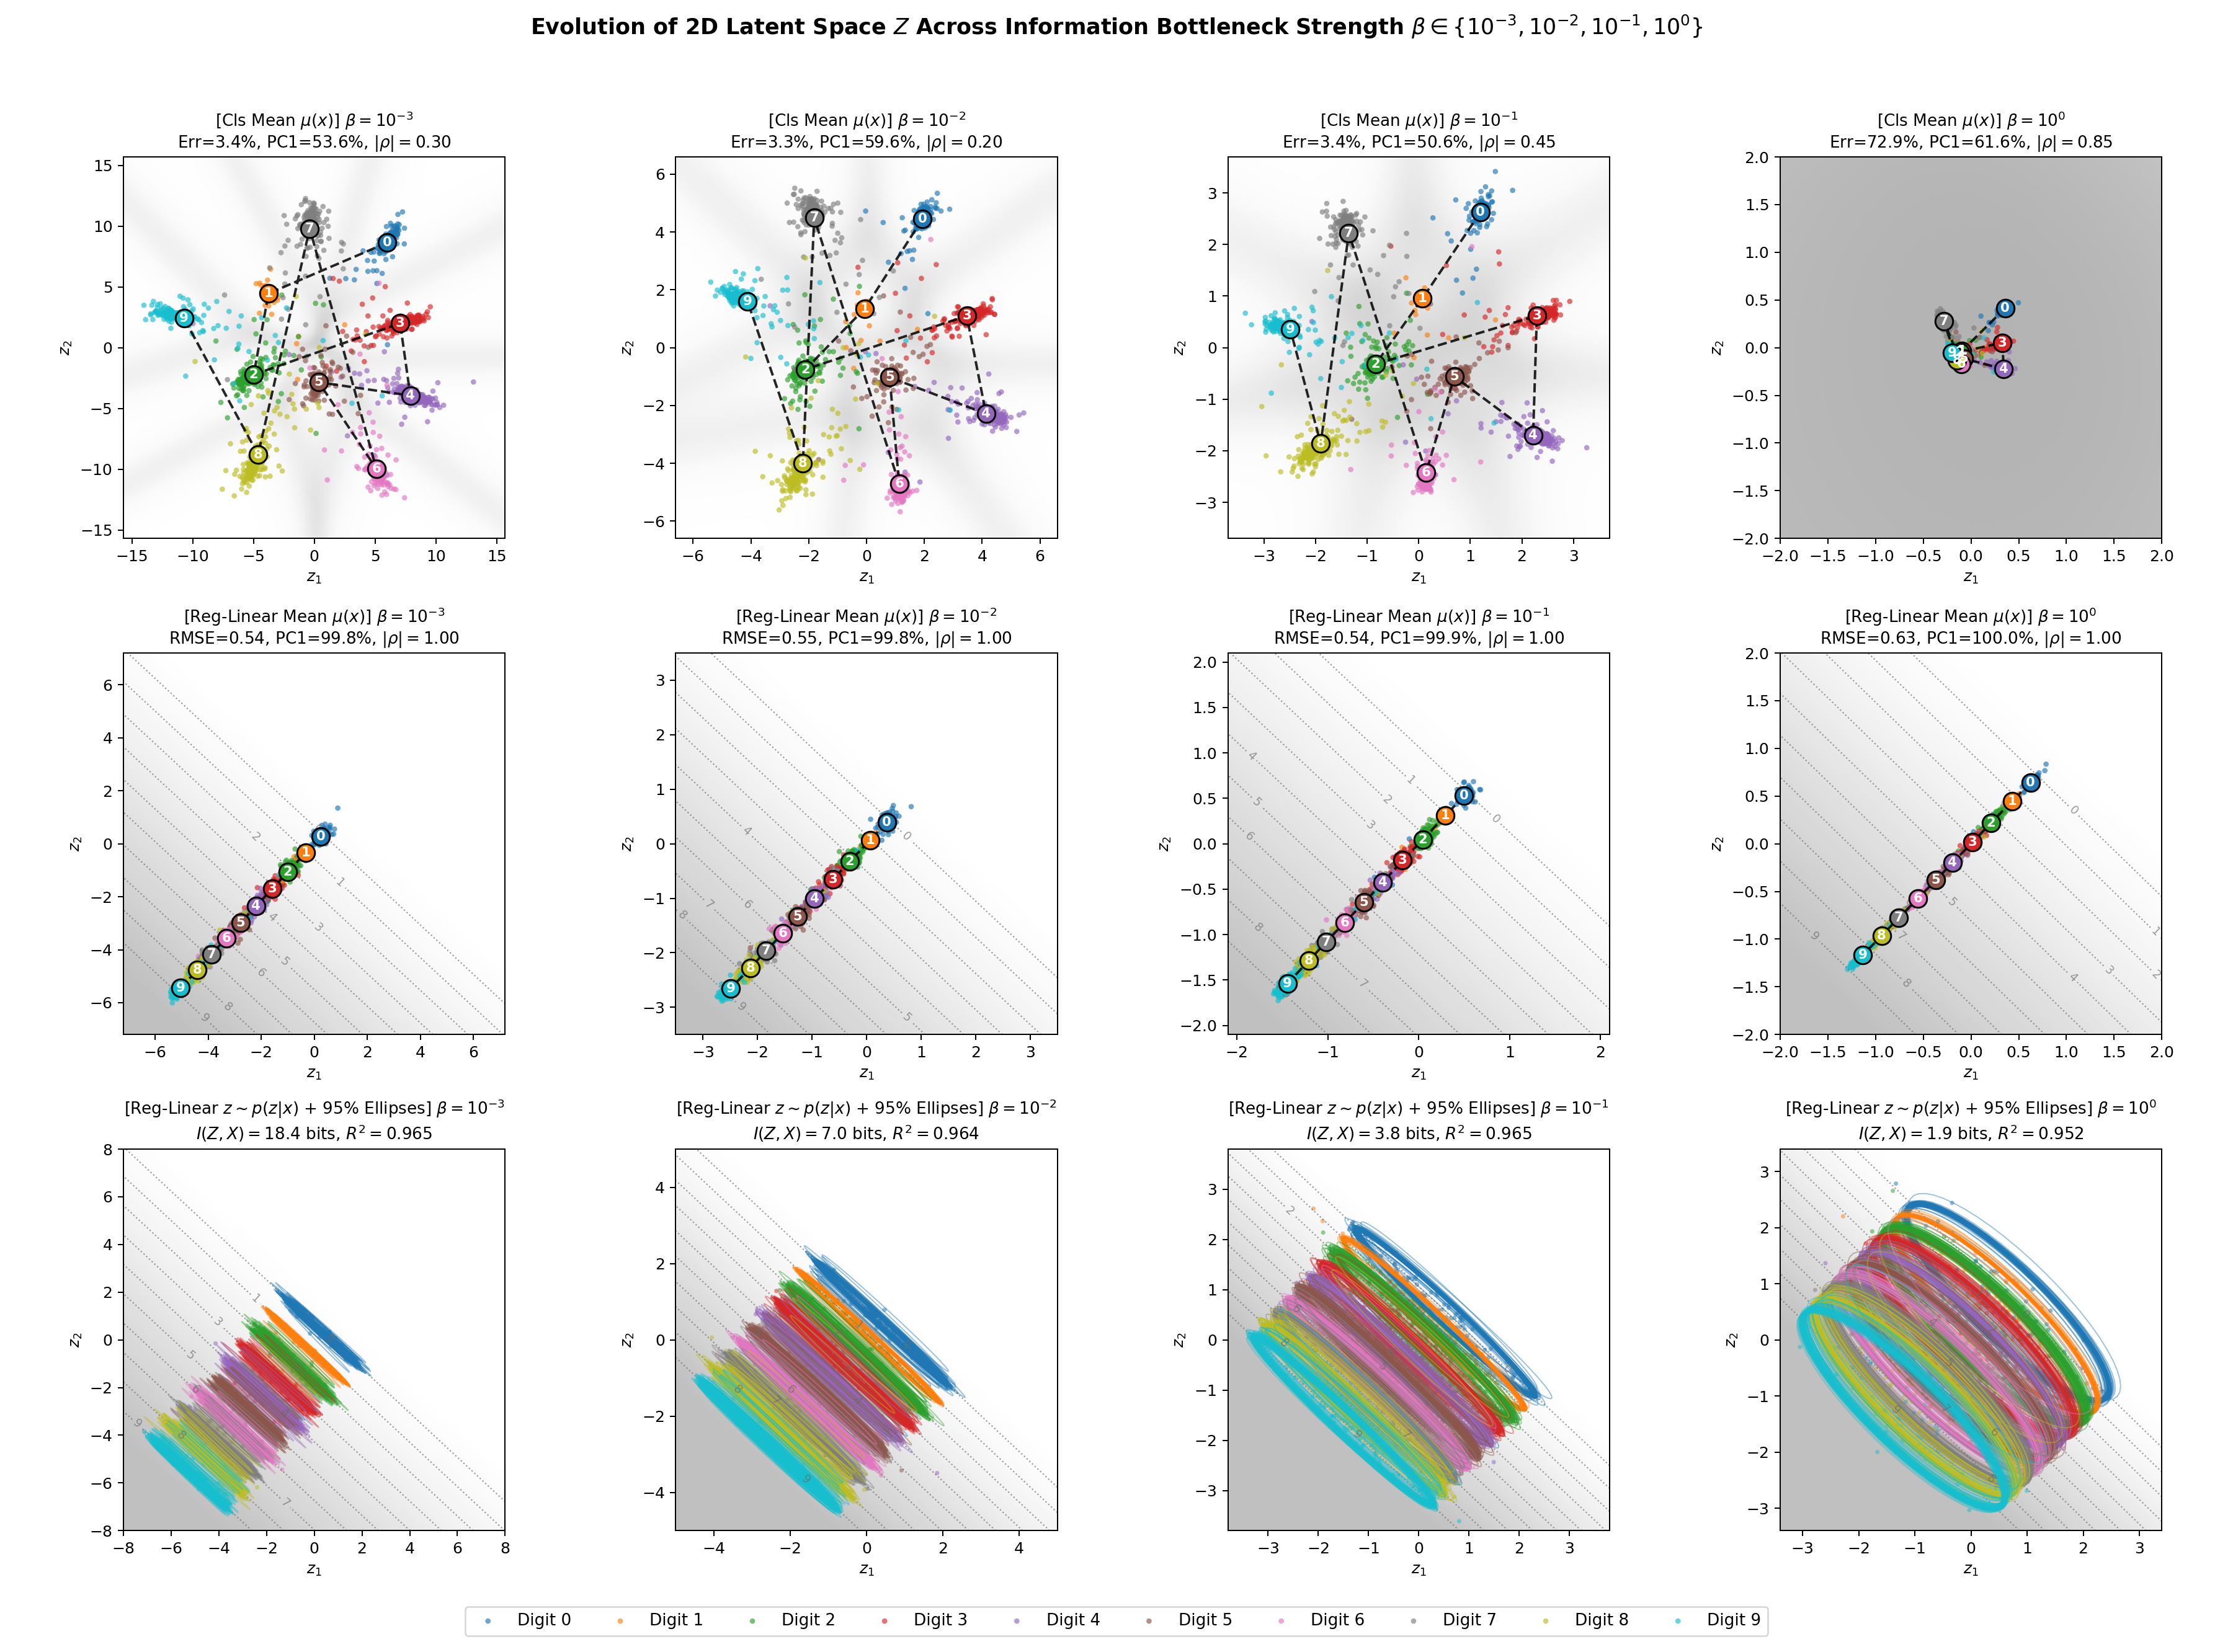 Evolution of 2D Latent Space Z Across Information Bottleneck Strength β ∈ {10⁻³, 10⁻², 10⁻¹, 10⁰}
[Cls Mean μ(x)] β = 10⁻³
Err=3.4%, PC1=53.6%, |ρ| = 0.30
[Cls Mean μ(x)] β = 10⁻²
Err=3.3%, PC1=59.6%, |ρ| = 0.20
[Cls Mean μ(x)] β = 10⁻¹
Err=3.4%, PC1=50.6%, |ρ| = 0.45
[Cls Mean μ(x)] β = 10⁰
Err=72.9%, PC1=61.6%, |ρ| = 0.85
[Reg-Linear Mean μ(x)] β = 10⁻³
RMSE=0.54, PC1=99.8%, |ρ| = 1.00
[Reg-Linear Mean μ(x)] β = 10⁻²
RMSE=0.55, PC1=99.8%, |ρ| = 1.00
[Reg-Linear Mean μ(x)] β = 10⁻¹
RMSE=0.54, PC1=99.9%, |ρ| = 1.00
[Reg-Linear Mean μ(x)] β = 10⁰
RMSE=0.63, PC1=100.0%, |ρ| = 1.00
[Reg-Linear z ~ p(z|x) + 95% Ellipses] β = 10⁻³
I(Z, X) = 18.4 bits, R² = 0.965
[Reg-Linear z ~ p(z|x) + 95% Ellipses] β = 10⁻²
I(Z, X) = 7.0 bits, R² = 0.964
[Reg-Linear z ~ p(z|x) + 95% Ellipses] β = 10⁻¹
I(Z, X) = 3.8 bits, R² = 0.965
[Reg-Linear z ~ p(z|x) + 95% Ellipses] β = 10⁰
I(Z, X) = 1.9 bits, R² = 0.952
z₁
z₂
Digit 0 Digit 1 Digit 2 Digit 3 Digit 4 Digit 5 Digit 6 Digit 7 Digit 8 Digit 9